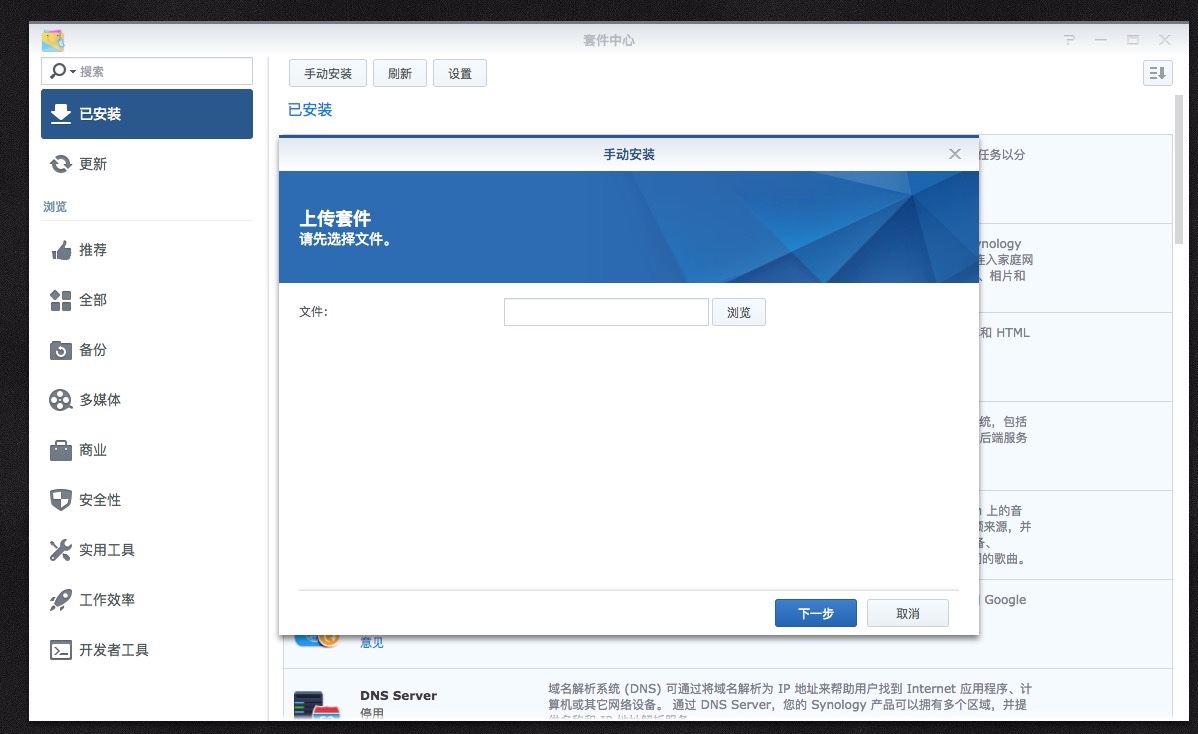 套件中心
搜索
手动安装
刷新
设置
已安装
已安装
更新
浏览
推荐
全部
备份
多媒体
商业
安全性
实用工具
工作效率
开发者工具
手动安装
上传套件
请先选择文件。
文件:
浏览
下一步
取消
任务以分
ynology
连入家庭网
、相片和
和 HTML
统，包括
后端服务
上的音
频来源，并
备、
的歌曲。
Google
意见
DNS Server
停用
域名解析系统 (DNS) 可通过将域名解析为 IP 地址来帮助用户找到 Internet 应用程序、计
算机或其它网络设备。 通过 DNS Server，您的 Synology 产品可以拥有多个区域，并提